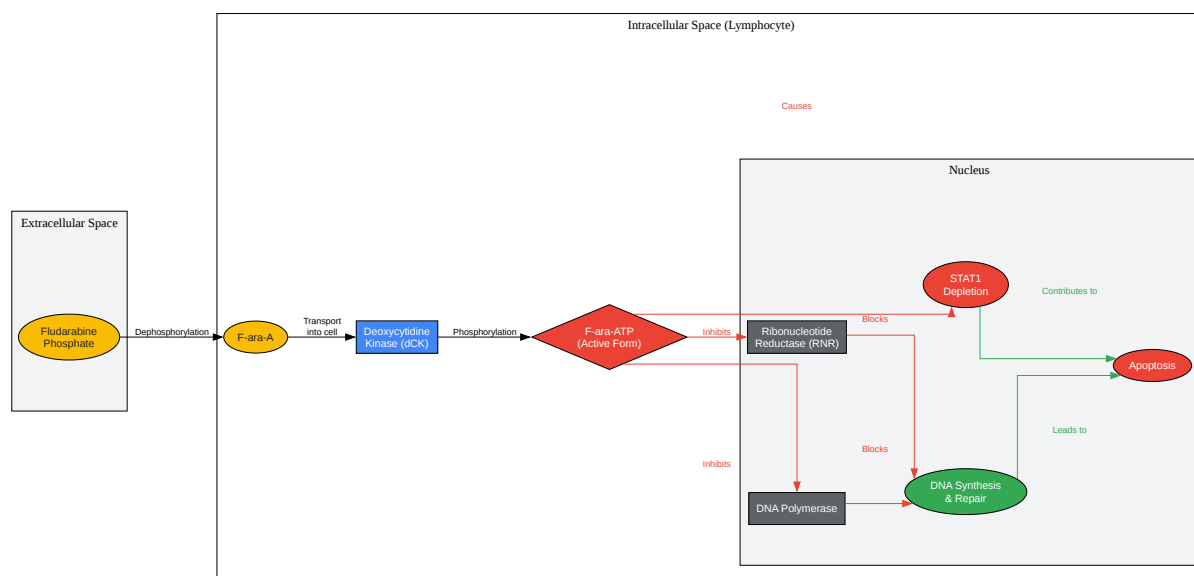 Intracellular Space (Lymphocyte)
Causes
Nucleus
Extracellular Space
STAT1
Depletion
Contributes to
Fludarabine
Phosphate
Dephosphorylation
F-ara-A
Transport
into cell
Deoxycytidine
Kinase (dCK)
Phosphorylation
F-ara-ATP
(Active Form)
Inhibits
Ribonucleotide
Reductase (RNR)
Blocks
Apoptosis
Leads to
Inhibits
Blocks
DNA Polymerase
DNA Synthesis
& Repair